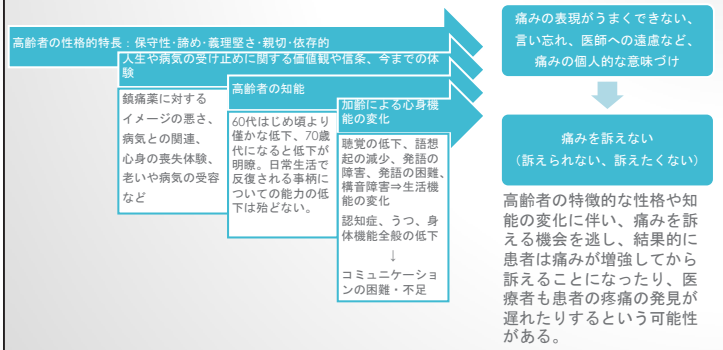 高齢者の性格的特長：保守性･諦め･義理堅さ･親切･依存的
人生や病気の受け止めに関する価値観や信条、今までの体
験
鎮痛薬に対する
イメージの悪さ、
病気との関連、
心身の喪失体験、
老いや病気の受容
など
高齢者の知能
60代はじめ頃より
僅かな低下、70歳
代になると低下が
明瞭。日常生活で
反復される事柄に
ついての能力の低
下は殆どない。
加齢による心身機
能の変化
聴覚の低下、語想
起の減少、発語の
障害、発語の困難、
構音障害⇒生活機
能の変化
認知症、うつ、身
体機能全般の低下
↓
コミュニケーショ
ンの困難・不足
痛みの表現がうまくできない、
言い忘れ、医師への遠慮など、
痛みの個人的な意味づけ
痛みを訴えない
（訴えられない、訴えたくない）
高齢者の特徴的な性格や知
能の変化に伴い、痛みを訴
える機会を逃し、結果的に
患者は痛みが増強してから
訴えることになったり、医
療者も患者の疼痛の発見が
遅れたりするという可能性
がある。